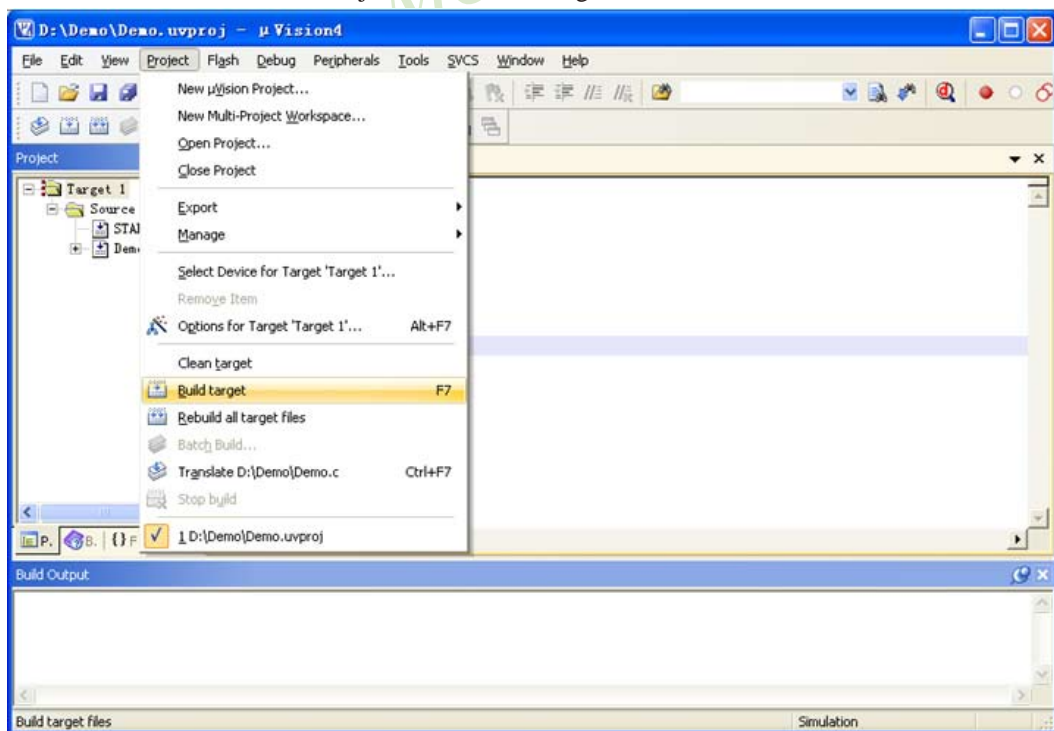 D:\Demo\Demo.uvproj - µVision4
File Edit View Project Flash Debug Peripherals Tools SVCS Window Help
Project
Target 1
Source
STA
Dem
New µVision Project...
New Multi-Project Workspace...
Open Project...
Close Project
Export
Manage
Select Device for Target 'Target 1'...
Remove Item
Options for Target 'Target 1'... Alt+F7
Clean target
Build target F7
Rebuild all target files
Batch Build...
Translate D:\Demo\Demo.c Ctrl+F7
Stop build
1 D:\Demo\Demo.uvproj
P. B. {} F
Build Output
Build target files Simulation